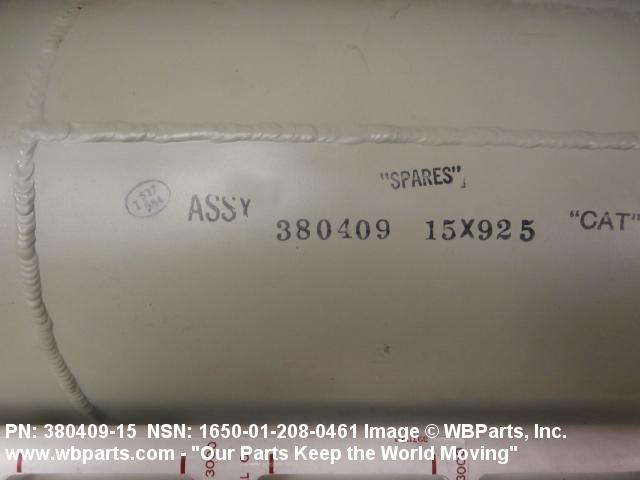 "SPARES"
ASSY
380409 15X925 "CAT"
PN: 380409-15 NSN: 1650-01-208-0461 Image © WBParts, Inc.
www.wbparts.com - "Our Parts Keep the World Moving"